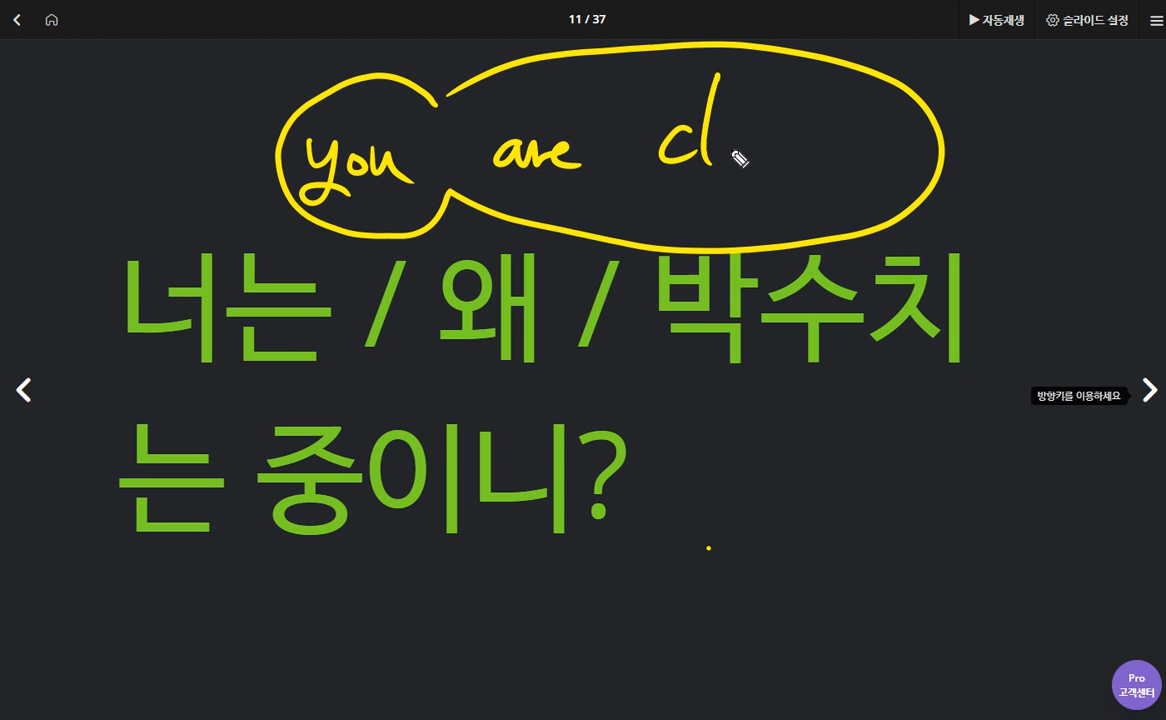 11 / 37
▶ 자동재생
슬라이드 설정
you are cl
너는 / 왜 / 박수치
는 중이니?
방향키를 이용하세요
Pro
고객센터